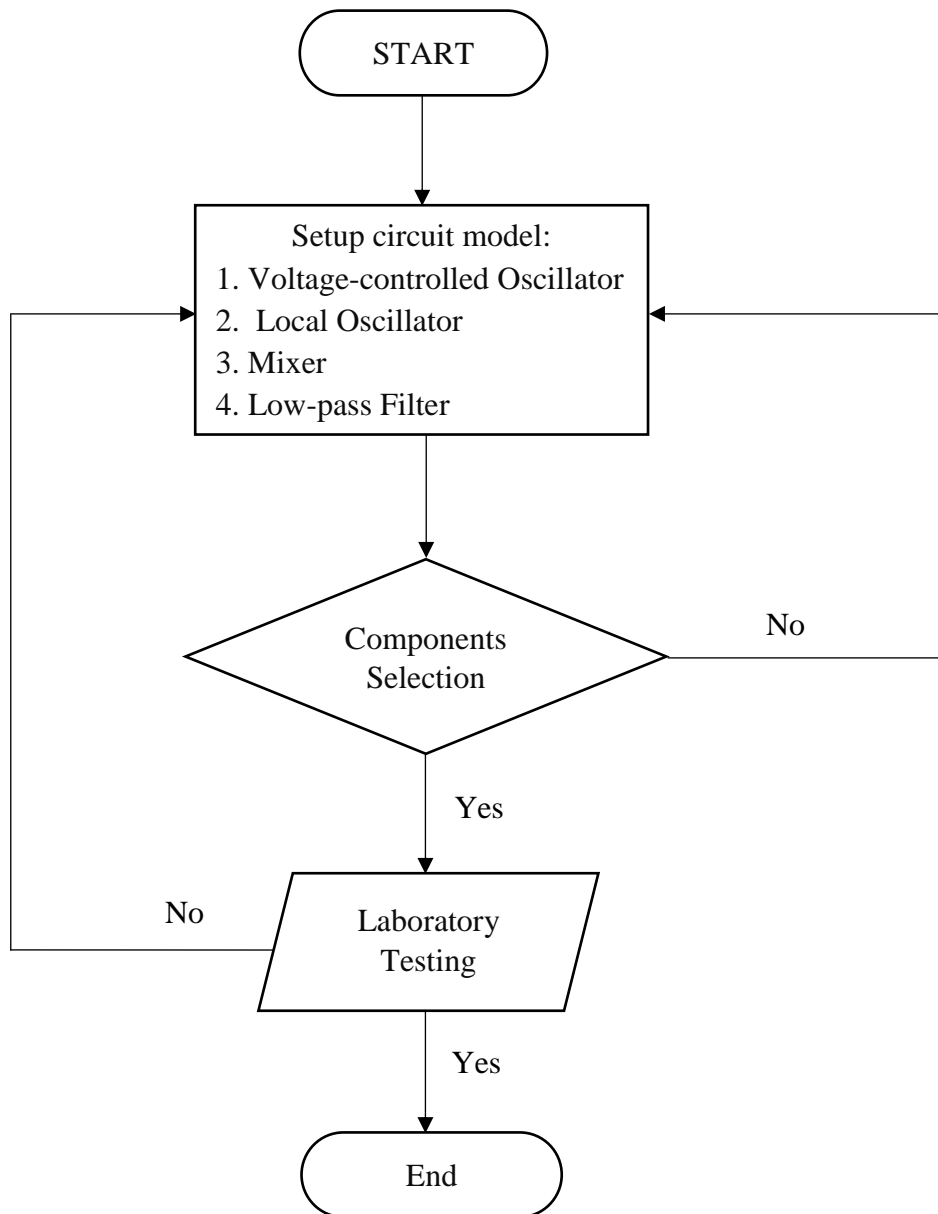 START
Setup circuit model:
1. Voltage-controlled Oscillator
2. Local Oscillator
3. Mixer
4. Low-pass Filter
Components
Selection
No
Yes
Laboratory
Testing
No
Yes
End